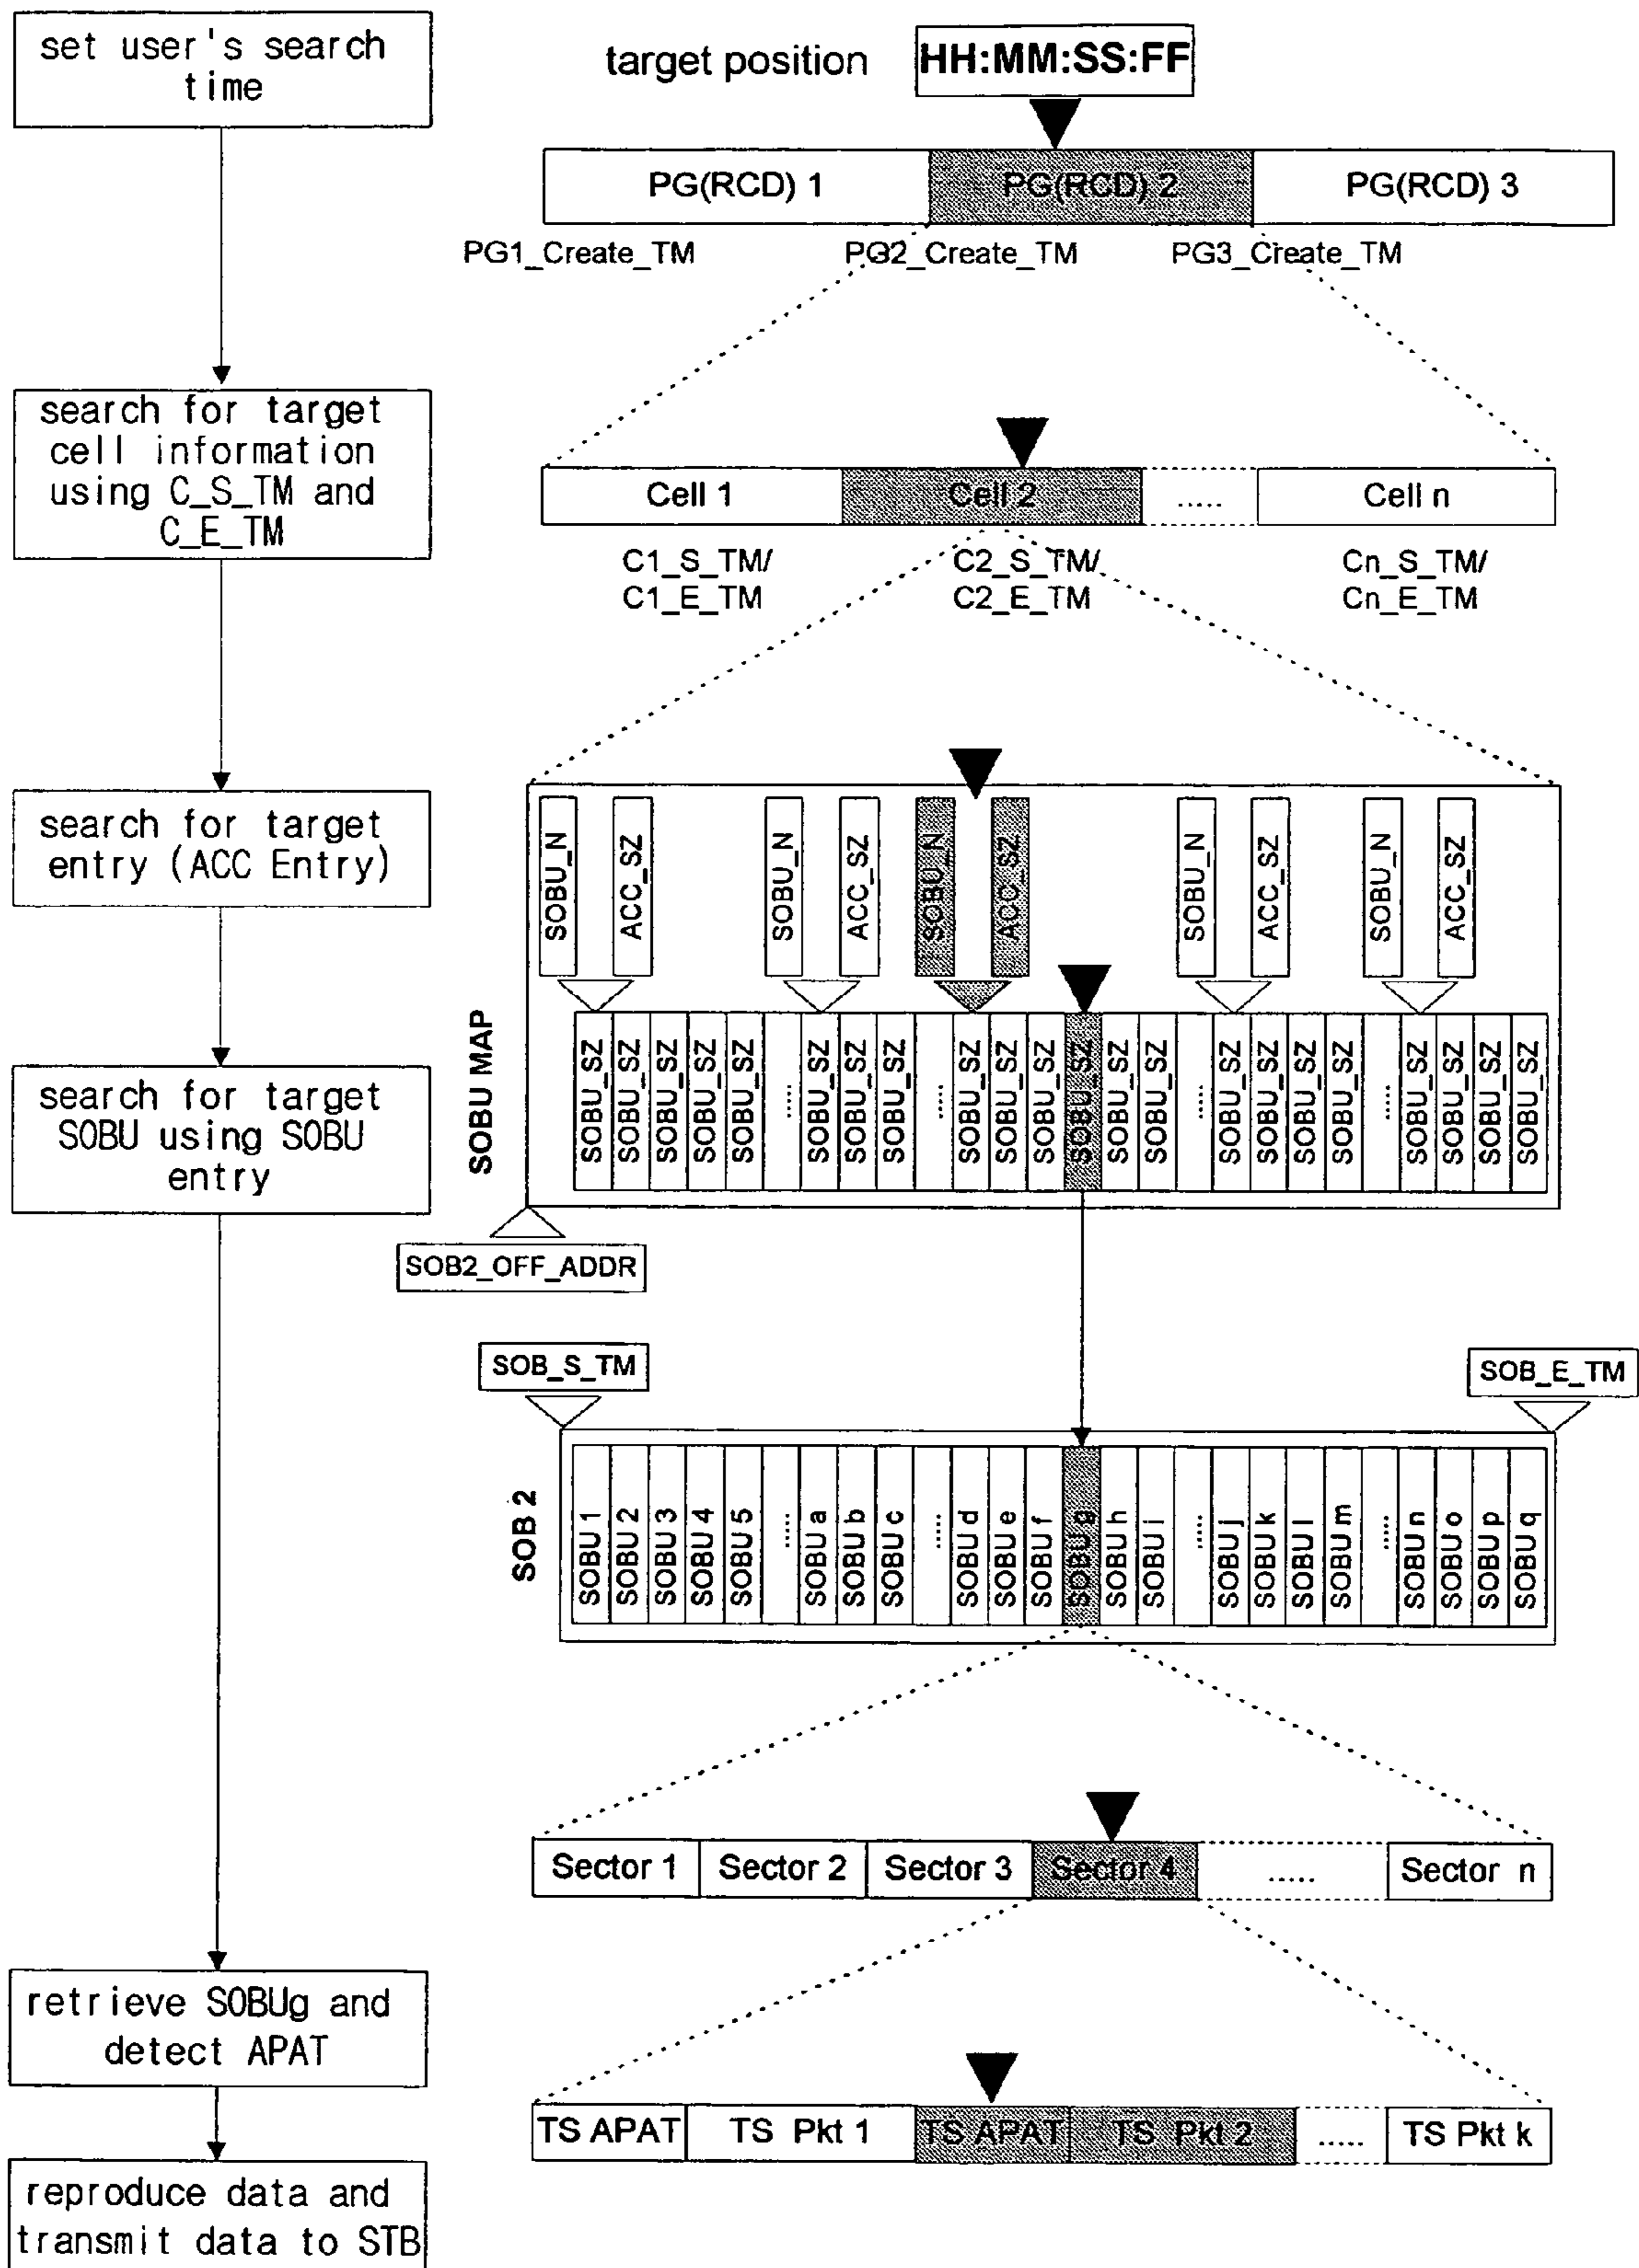 set user's search
time
target position
HH:MM:SS:FF
PG(RCD) 1
PG(RCD) 2
PG(RCD) 3
PG1_Create_TM
PG2_Create_TM
PG3_Create_TM
search for target
cell information
using C_S_TM and
C_E_TM
Cell 1
Cell 2
.....
Cell n
C1_S_TM/
C1_E_TM
C2_S_TM/
C2_E_TM
Cn_S_TM/
Cn_E_TM
search for target
entry (ACC Entry)
SOBU_N
ACC_SZ
SOBU_N
ACC_SZ
SOBU_N
ACC_SZ
SOBU_N
ACC_SZ
SOBU_N
ACC_SZ
SOBU MAP
SOBU_SZ
SOBU_SZ
SOBU_SZ
SOBU_SZ
SOBU_SZ
.....
SOBU_SZ
SOBU_SZ
SOBU_SZ
.....
SOBU_SZ
SOBU_SZ
SOBU_SZ
SOBU_SZ
SOBU_SZ
SOBU_SZ
.....
SOBU_SZ
SOBU_SZ
SOBU_SZ
SOBU_SZ
.....
SOBU_SZ
SOBU_SZ
SOBU_SZ
SOBU_SZ
search for target
SOBU using SOBU
entry
SOB2_OFF_ADDR
SOB_S_TM
SOB_E_TM
SOB 2
SOBU 1
SOBU 2
SOBU 3
SOBU 4
SOBU 5
.....
SOBU a
SOBU b
SOBU c
.....
SOBU d
SOBU e
SOBU f
SOBU g
SOBU h
SOBU i
.....
SOBU j
SOBU k
SOBU l
SOBU m
.....
SOBU n
SOBU o
SOBU p
SOBU q
Sector 1
Sector 2
Sector 3
Sector 4
.....
Sector n
retrieve SOBUg and
detect APAT
TS APAT
TS Pkt 1
TS APAT
TS Pkt 2
.....
TS Pkt k
reproduce data and
transmit data to STB